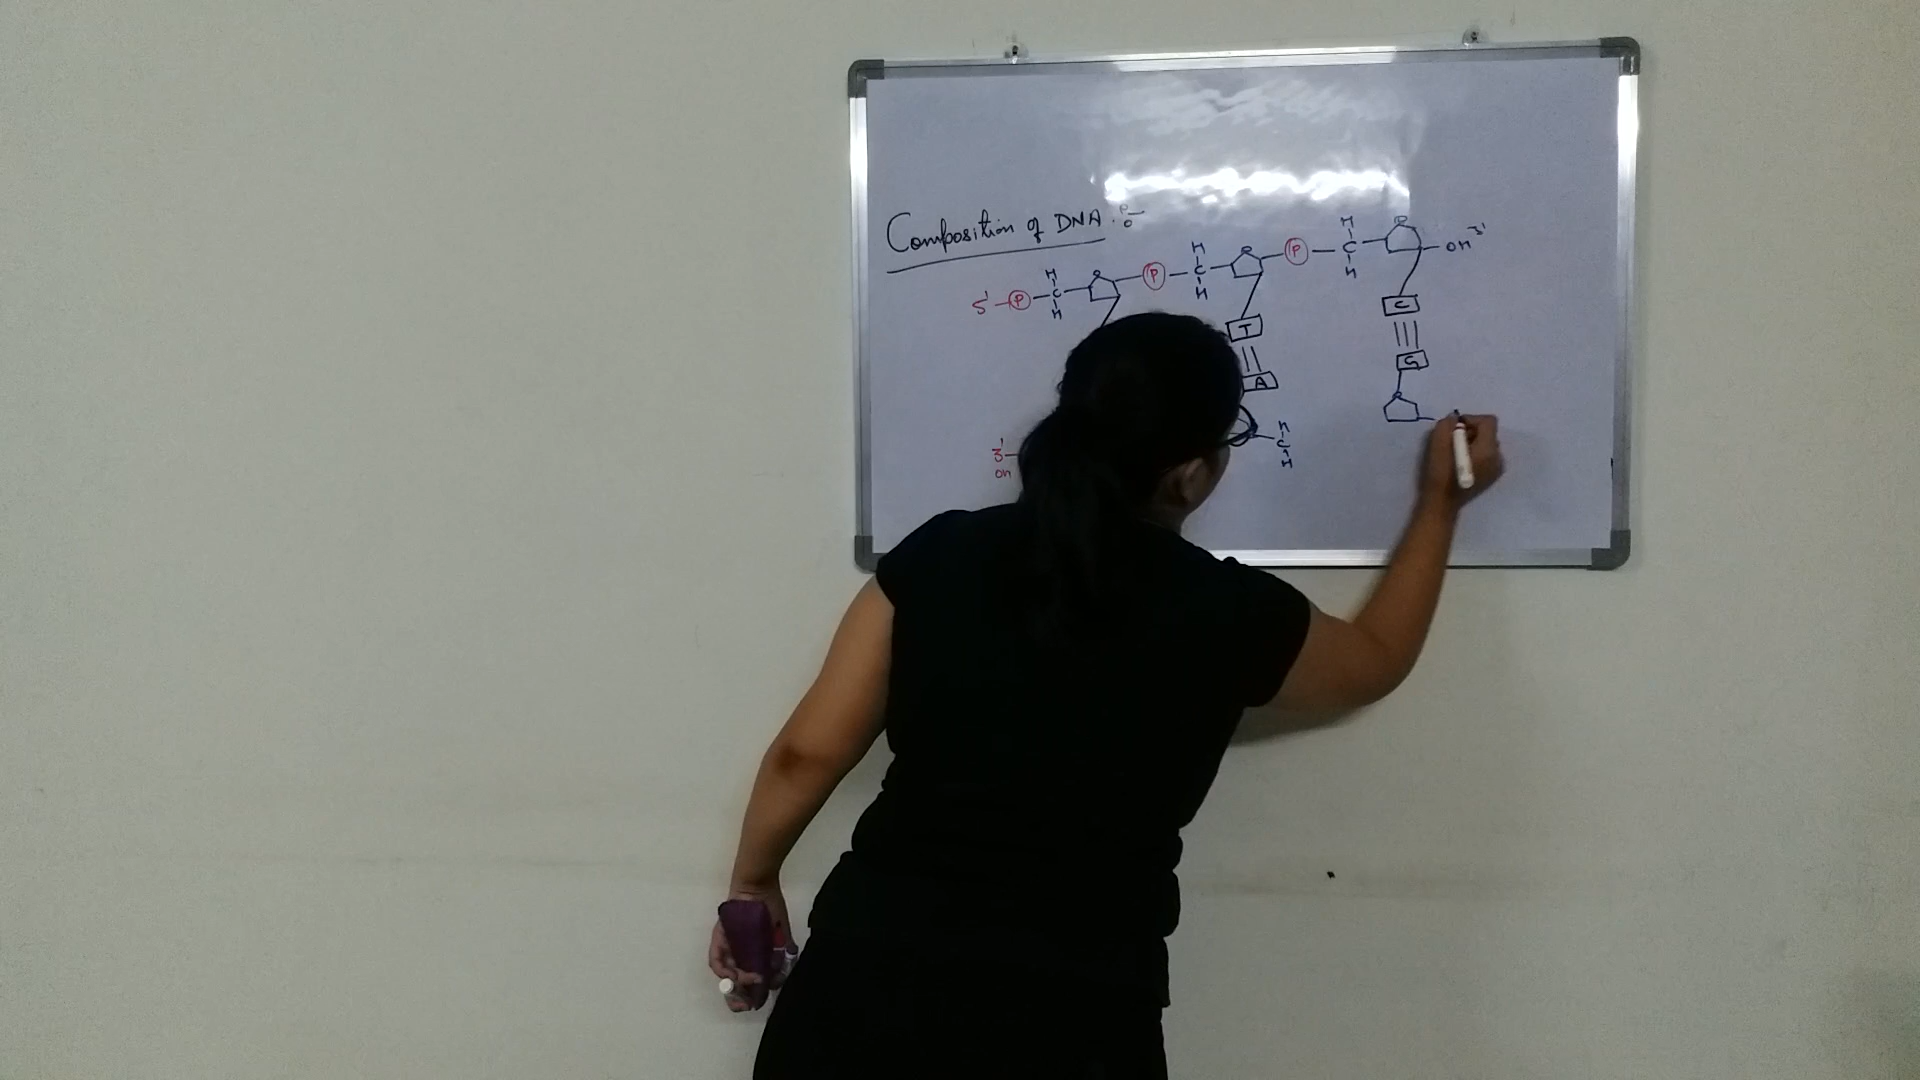 Composition of DNA :-
5' P H C H O P H C H O P H C H O OH 3'
T C
A G
3' H C H O
OH